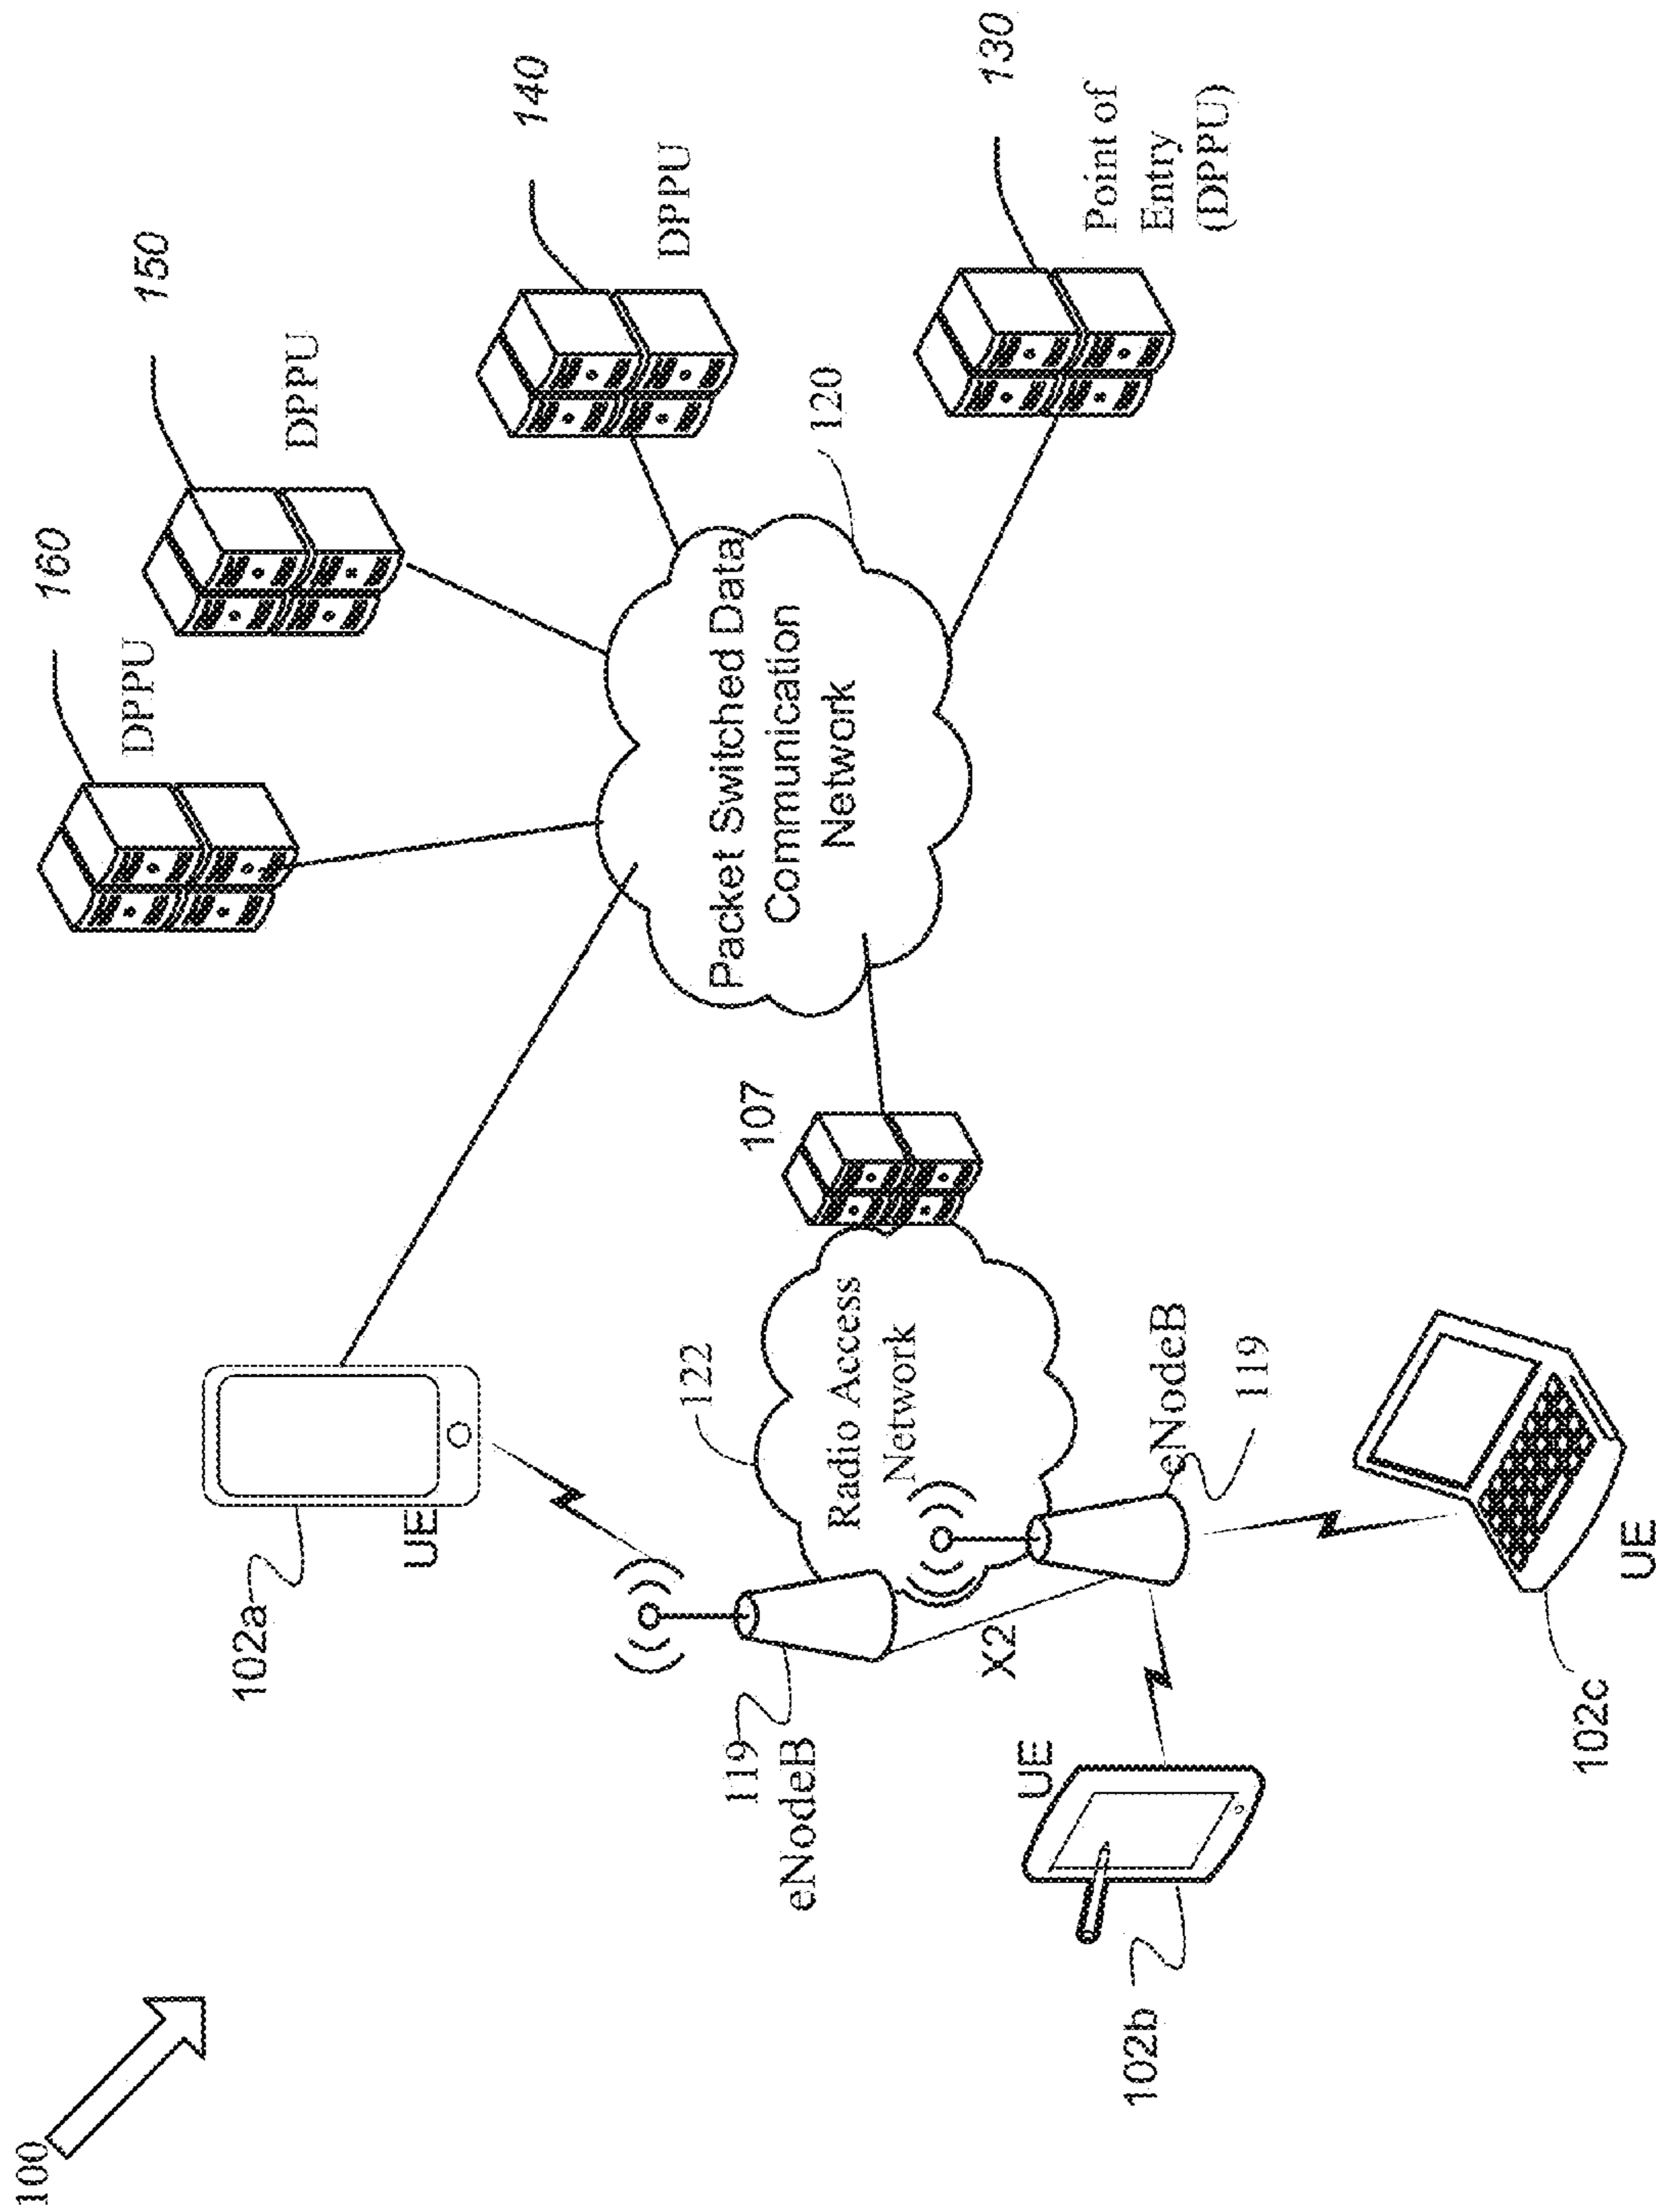 100
102a
UE
160
DPPU
150
DPPU
140
DPPU
120
Packet Switched Data
Communication
Network
130
Point of
Entry
(DPPU)
107
122
Radio Access
Network
119
eNodeB
X2
eNodeB
119
UE
102b
102c
UE